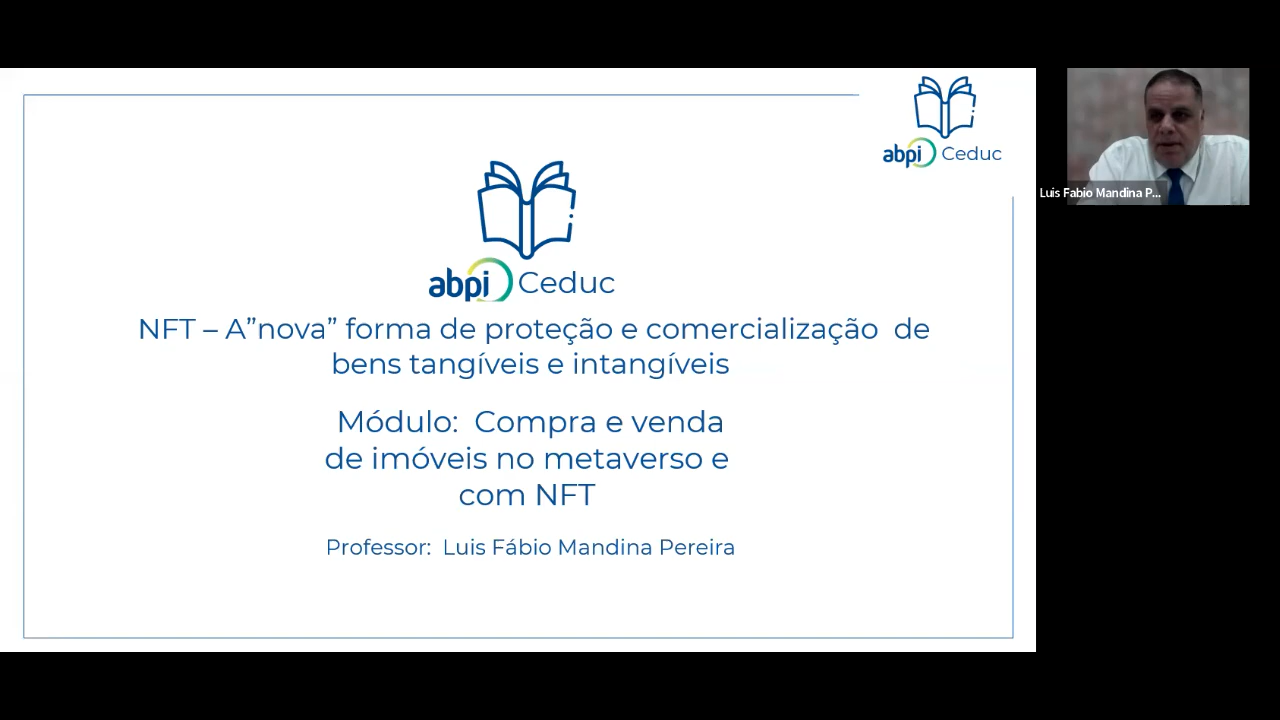 abpi Ceduc
abpi Ceduc
NFT – A”nova” forma de proteção e comercialização de
bens tangíveis e intangíveis
Módulo: Compra e venda
de imóveis no metaverso e
com NFT
Professor: Luis Fábio Mandina Pereira
Luis Fabio Mandina P...